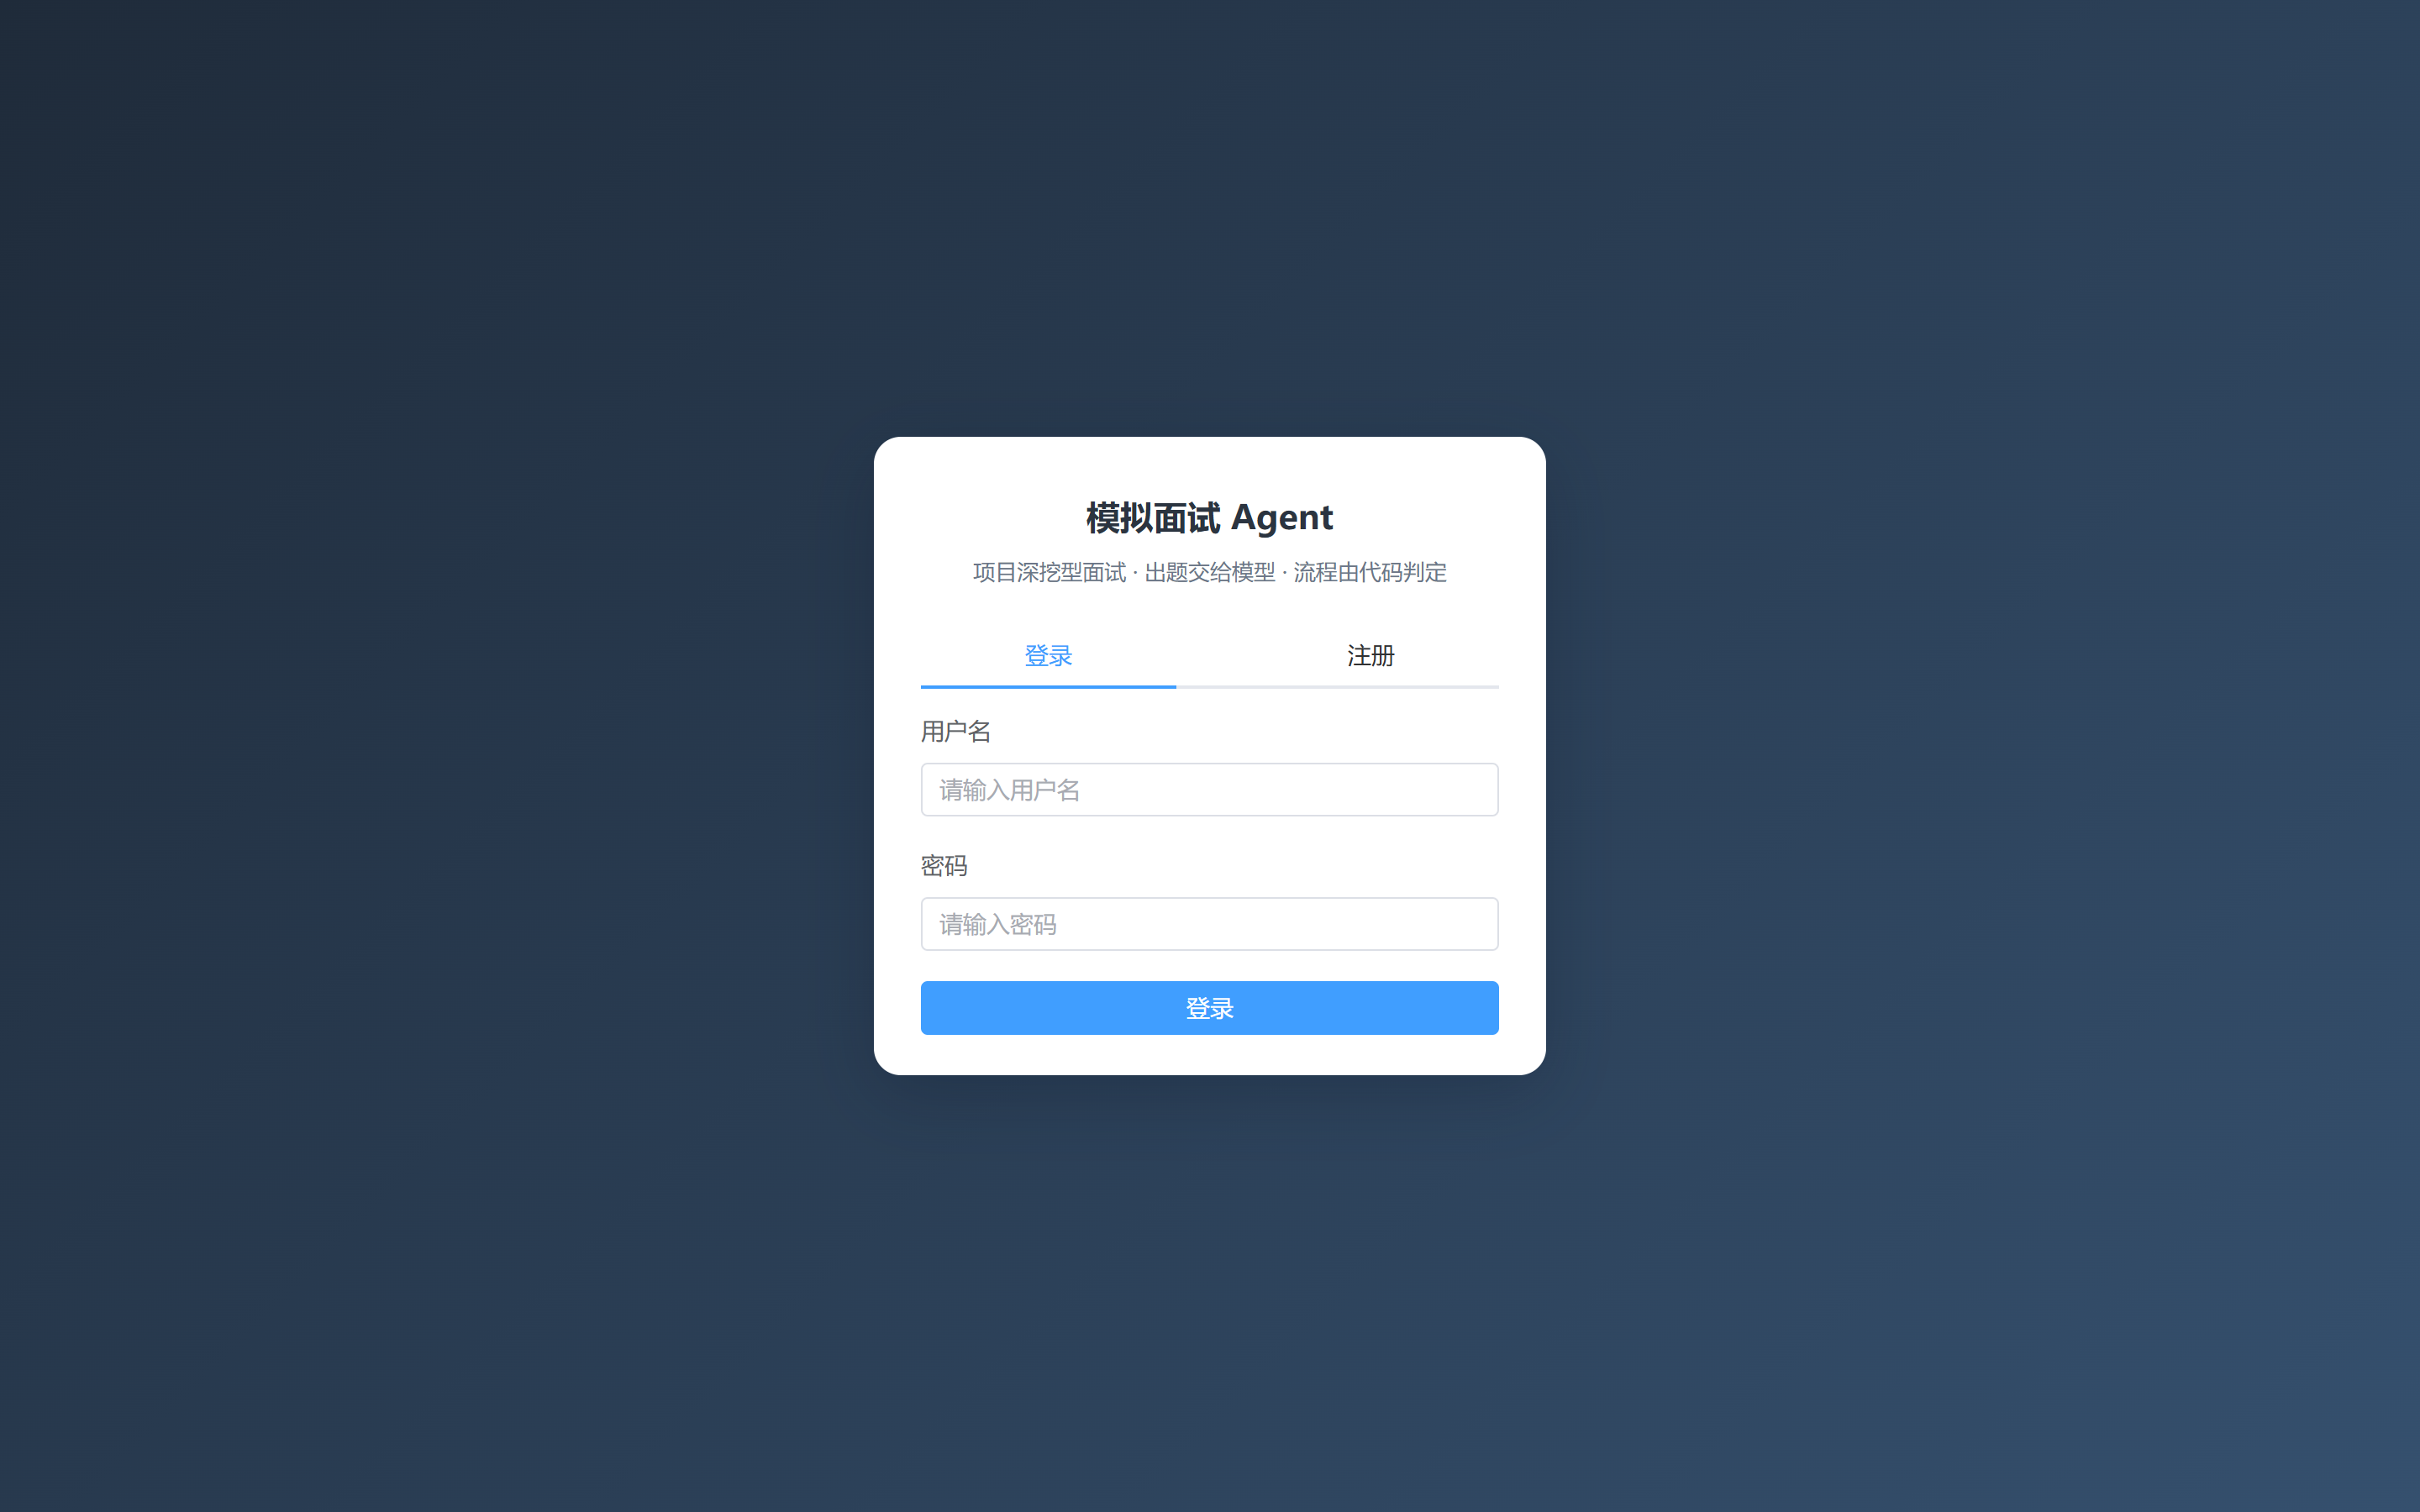 模拟面试 Agent
项目深挖型面试 · 出题交给模型 · 流程由代码判定
登录 注册
用户名
请输入用户名
密码
请输入密码
登录